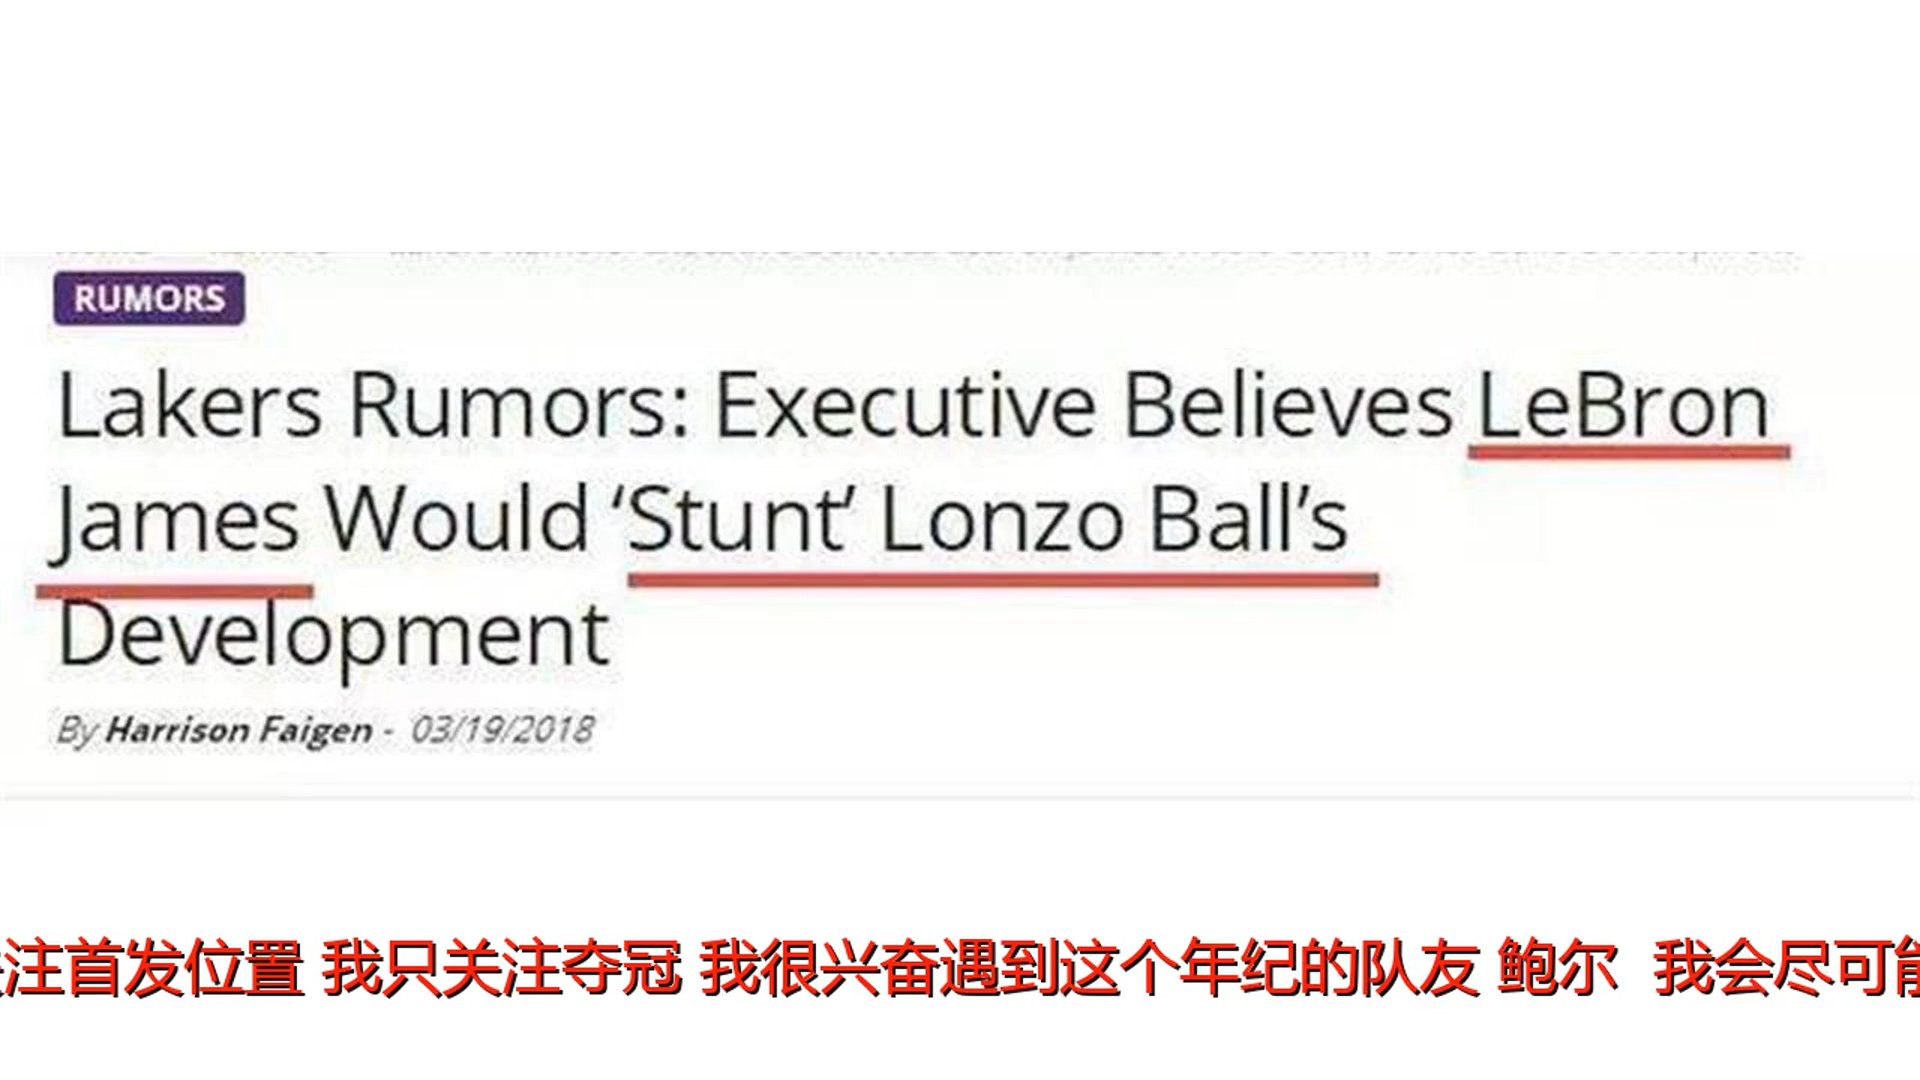 RUMORS
Lakers Rumors: Executive Believes LeBron
James Would ‘Stunt’ Lonzo Ball’s
Development
By Harrison Faigen - 03/19/2018
注首发位置 我只关注夺冠 我很兴奋遇到这个年纪的队友 鲍尔 我会尽可能